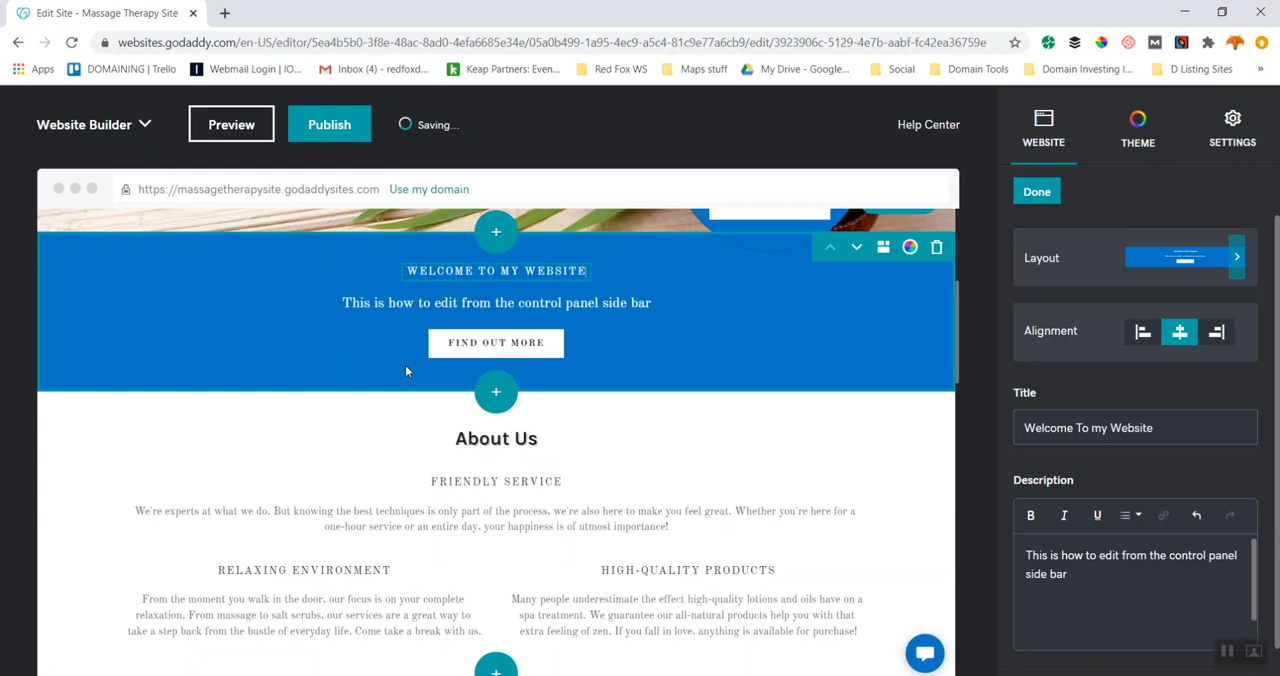 Edit Site - Massage Therapy Site
websites.godaddy.com/en-US/editor/5ea4b5b0-3f8e-48ac-8ad0-4efa6685e34e/05a0b499-1a95-4ec9-a5c4-81c9e77a6cb9/edit/3923906c-5129-4e7b-aabf-fc42ea36759e
Apps DOMAINING | Trello Webmail Login | IO... Inbox (4) - redfoxd... Keap Partners: Even... Red Fox WS Maps stuff My Drive - Google... Social Domain Tools Domain Investing I... D Listing Sites »
Website Builder Preview Publish Saving... Help Center
WEBSITE THEME SETTINGS
https://massagetherapysite.godaddysites.com Use my domain
Done
WELCOME TO MY WEBSITE
This is how to edit from the control panel side bar
FIND OUT MORE
Layout
Alignment
Title
Welcome To my Website
Description
B I U
This is how to edit from the control panel
side bar
About Us
FRIENDLY SERVICE
We're experts at what we do. But knowing the best techniques is only part of the process, we're also here to make you feel great. Whether you're here for a
one-hour service or an entire day, your happiness is of utmost importance!
RELAXING ENVIRONMENT
From the moment you walk in the door, our focus is on your complete
relaxation. From massage to salt scrubs, our services are a great way to
take a step back from the bustle of everyday life. Come take a break with us.
HIGH-QUALITY PRODUCTS
Many people underestimate the effect high-quality lotions and oils have on a
spa treatment. We guarantee our all-natural products help you with that
extra feeling of zen. If you fall in love, anything is available for purchase!